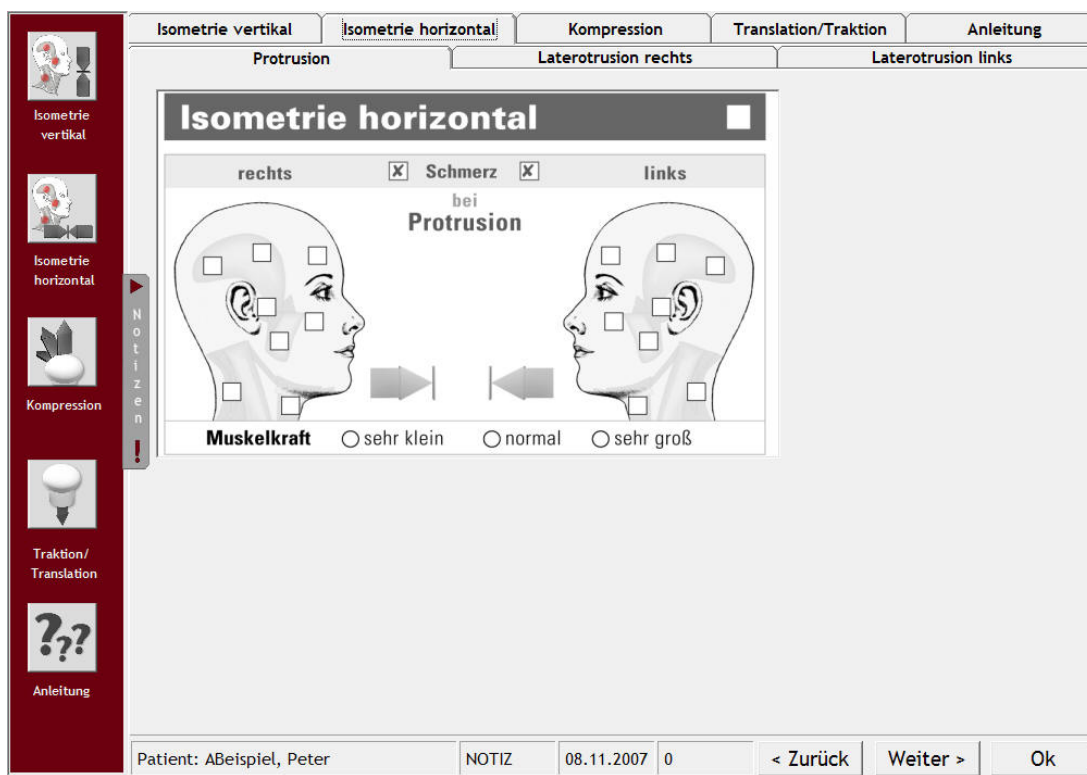 Isometrie vertikal Isometrie horizontal Kompression Translation/Traktion Anleitung
Protrusion Laterotrusion rechts Laterotrusion links
Isometrie
vertikal
Isometrie
horizontal
Kompression
Traktion/
Translation
???
Anleitung
Notizen
!
Isometrie horizontal
rechts Schmerz links
bei
Protrusion
Muskelkraft sehr klein normal sehr groß
Patient: ABeispiel, Peter NOTIZ 08.11.2007 0 < Zurück Weiter > Ok